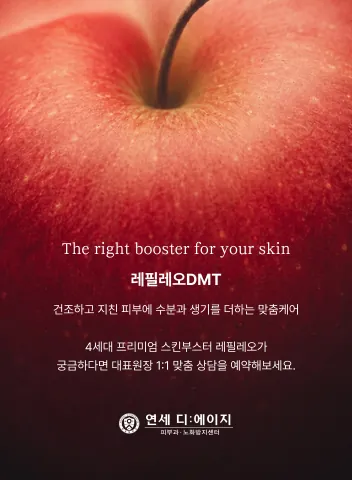 The right booster for your skin
레필레오DMT
건조하고 지친 피부에 수분과 생기를 더하는 맞춤케어
4세대 프리미엄 스킨부스터 레필레오가
궁금하다면 대표원장 1:1 맞춤 상담을 예약해보세요.
연세 디:에이지
피부과·노화방지센터